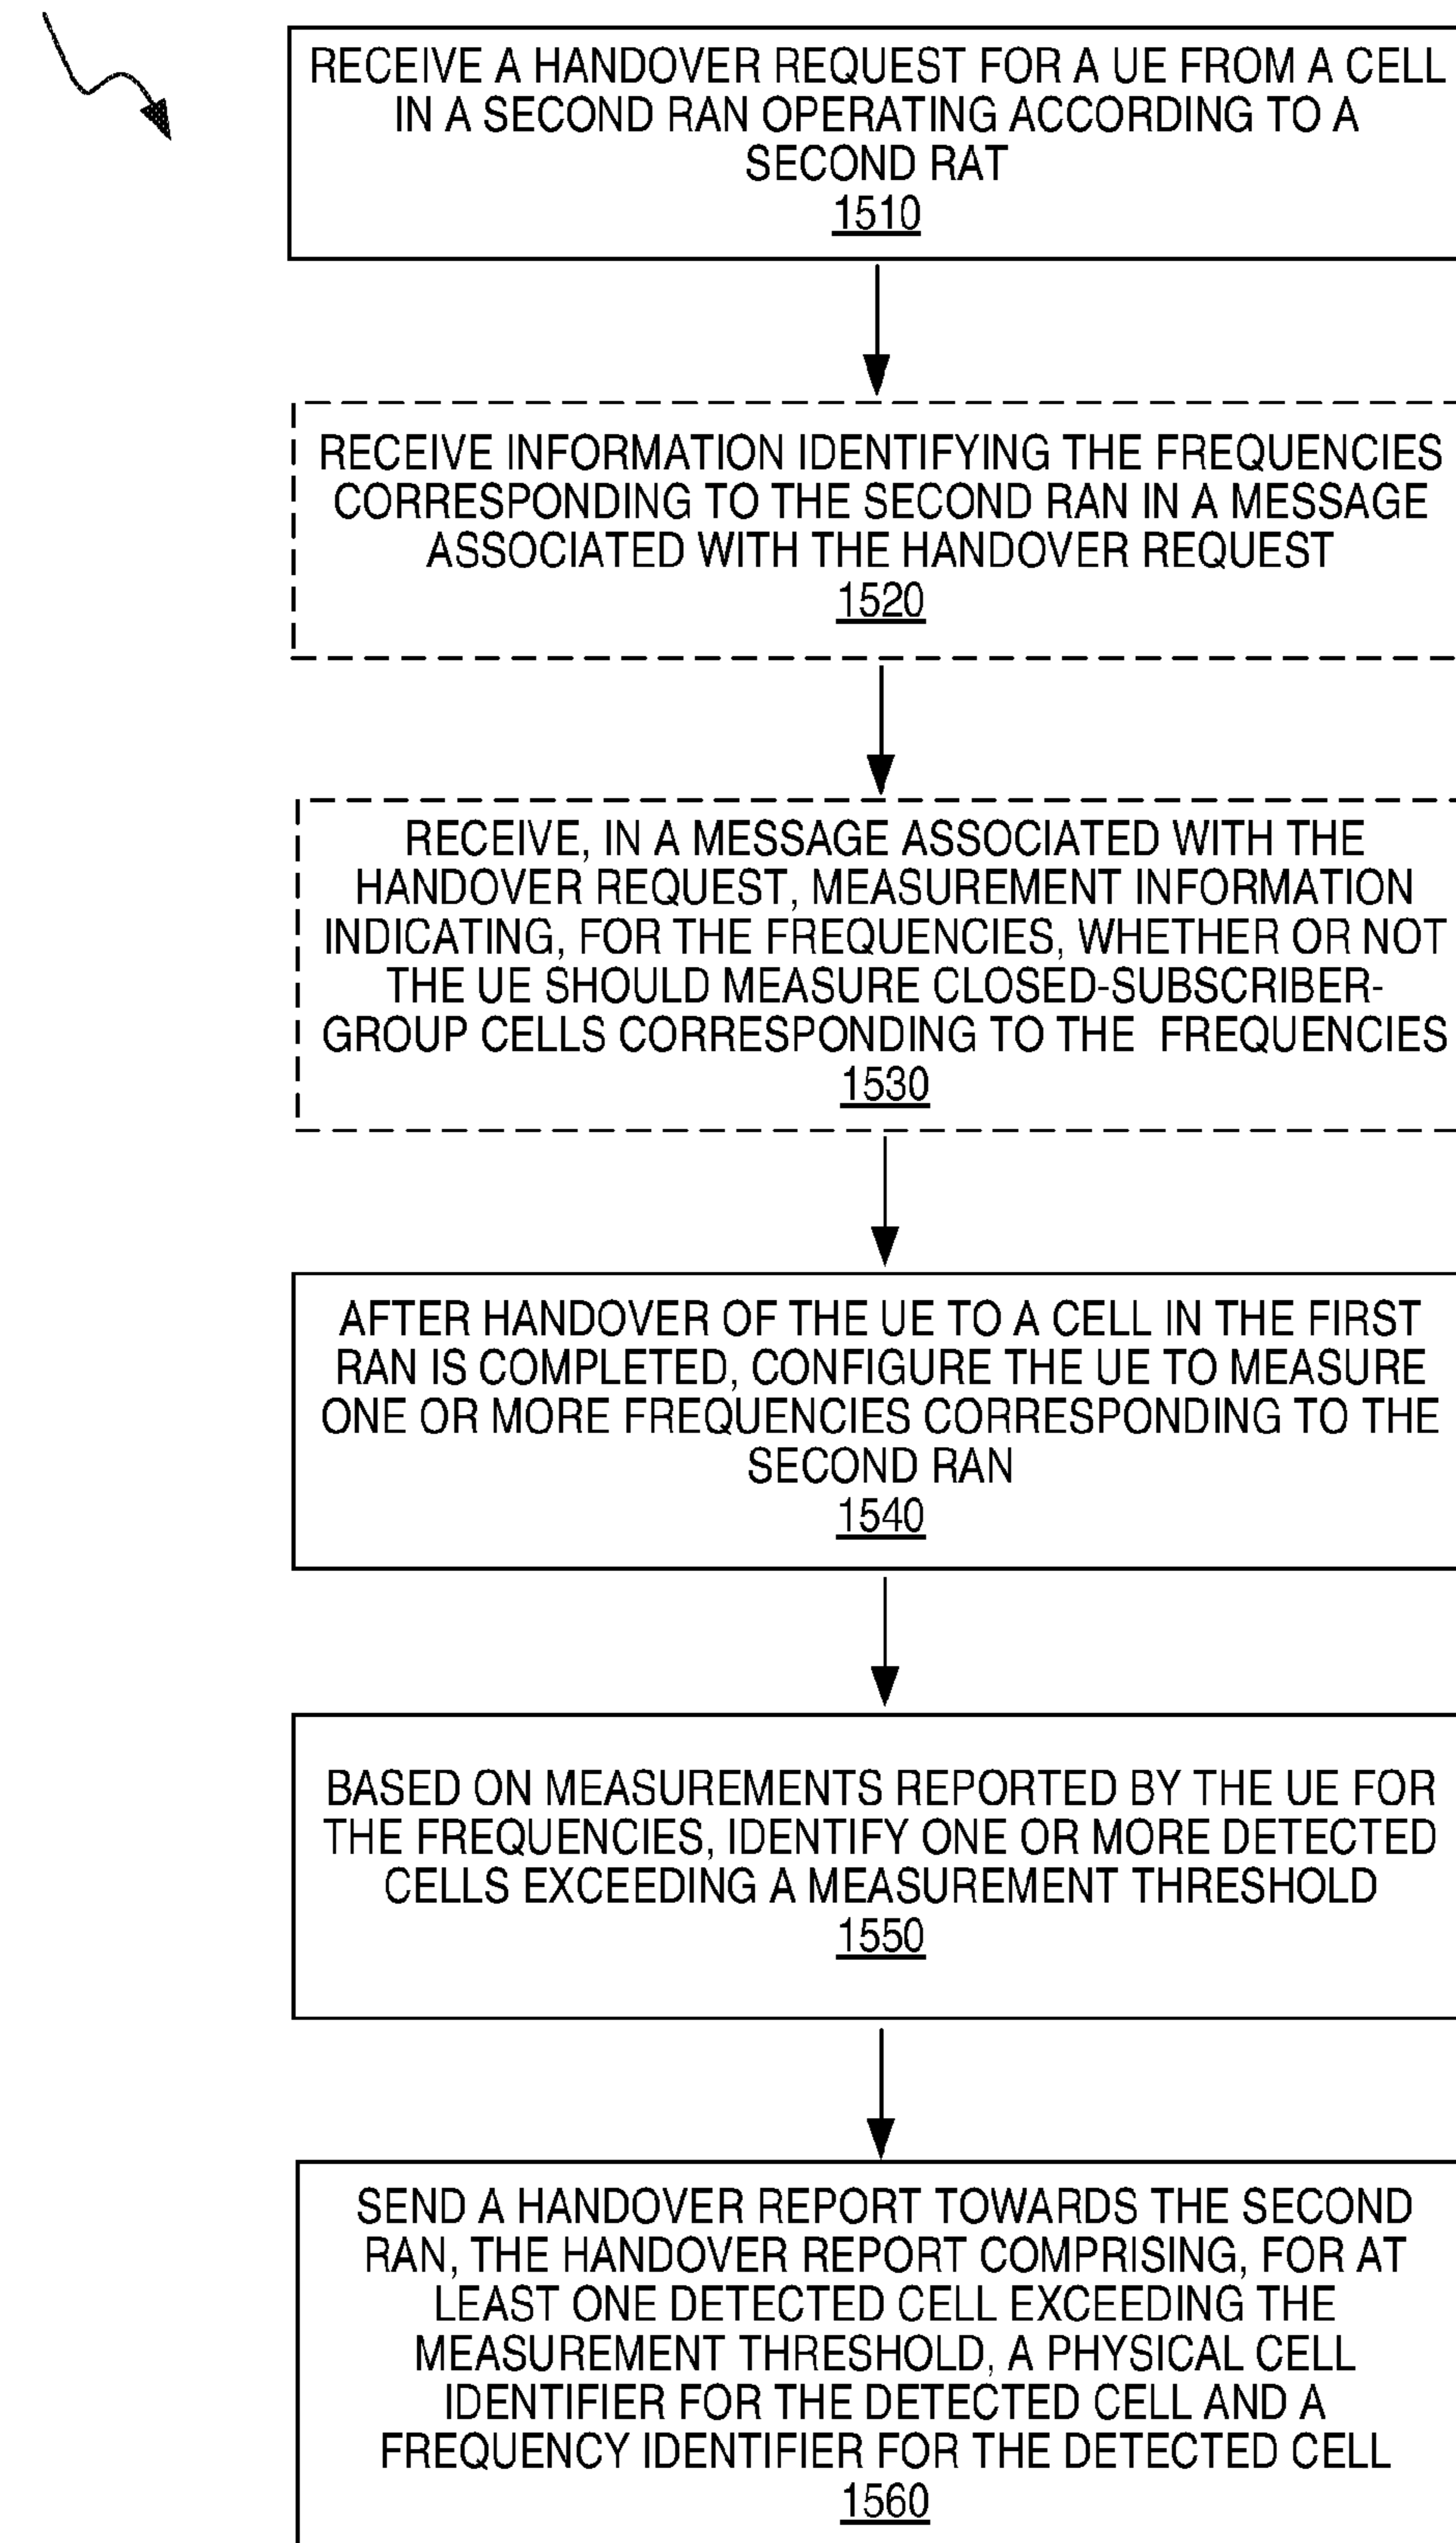 RECEIVE A HANDOVER REQUEST FOR A UE FROM A CELL
IN A SECOND RAN OPERATING ACCORDING TO A
SECOND RAT
1510
RECEIVE INFORMATION IDENTIFYING THE FREQUENCIES
CORRESPONDING TO THE SECOND RAN IN A MESSAGE
ASSOCIATED WITH THE HANDOVER REQUEST
1520
RECEIVE, IN A MESSAGE ASSOCIATED WITH THE
HANDOVER REQUEST, MEASUREMENT INFORMATION
INDICATING, FOR THE FREQUENCIES, WHETHER OR NOT
THE UE SHOULD MEASURE CLOSED-SUBSCRIBER-
GROUP CELLS CORRESPONDING TO THE FREQUENCIES
1530
AFTER HANDOVER OF THE UE TO A CELL IN THE FIRST
RAN IS COMPLETED, CONFIGURE THE UE TO MEASURE
ONE OR MORE FREQUENCIES CORRESPONDING TO THE
SECOND RAN
1540
BASED ON MEASUREMENTS REPORTED BY THE UE FOR
THE FREQUENCIES, IDENTIFY ONE OR MORE DETECTED
CELLS EXCEEDING A MEASUREMENT THRESHOLD
1550
SEND A HANDOVER REPORT TOWARDS THE SECOND
RAN, THE HANDOVER REPORT COMPRISING, FOR AT
LEAST ONE DETECTED CELL EXCEEDING THE
MEASUREMENT THRESHOLD, A PHYSICAL CELL
IDENTIFIER FOR THE DETECTED CELL AND A
FREQUENCY IDENTIFIER FOR THE DETECTED CELL
1560